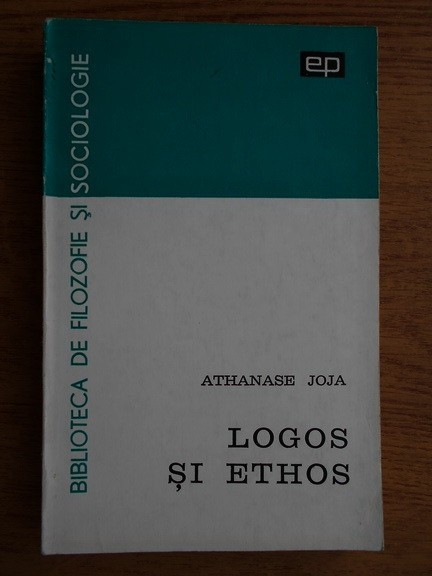 ep
BIBLIOTECA DE FILOZOFIE ȘI SOCIOLOGIE
ATHANASE JOJA
LOGOS
ȘI ETHOS